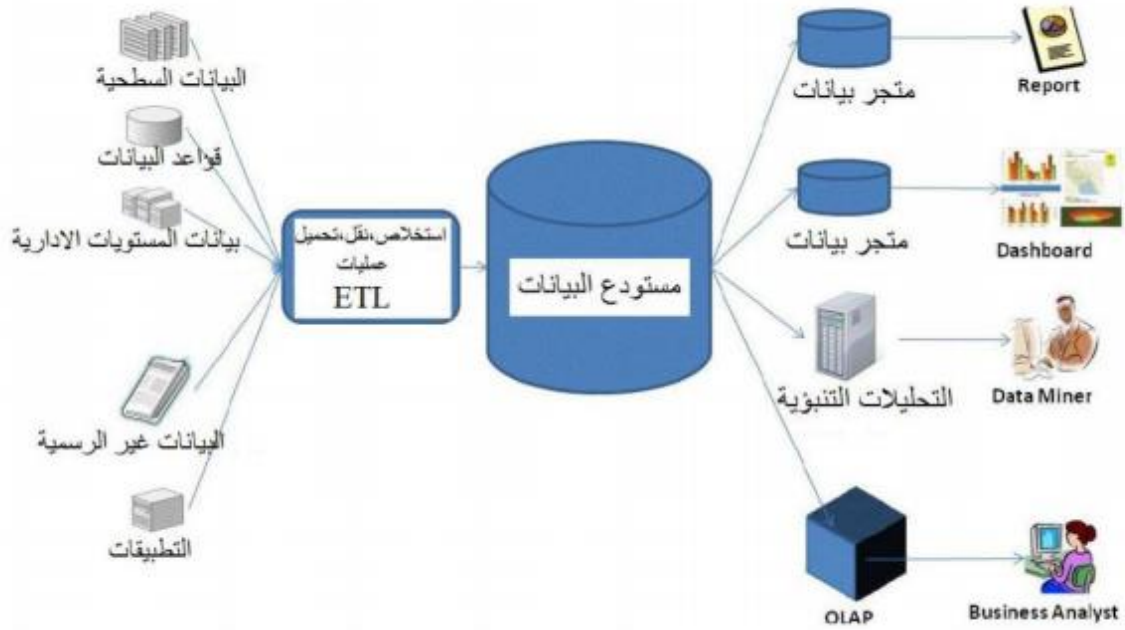 البيانات السطحية
قواعد البيانات
بيانات المستويات الادارية
البيانات غير الرسمية
التطبيقات
استخلاص،نقل،تحميل
عمليات
ETL
مستودع البيانات
متجر بيانات
Report
متجر بيانات
Dashboard
التحليلات التنبؤية
Data Miner
OLAP
Business Analyst